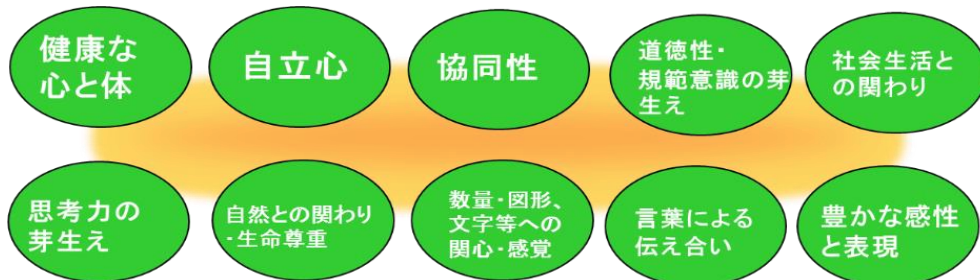 健康な
心と体
自立心
協同性
道徳性・
規範意識の芽
生え
社会生活と
の関わり
思考力の
芽生え
自然との関わり
・生命尊重
数量・図形、
文字等への
関心・感覚
言葉による
伝え合い
豊かな感性
と表現